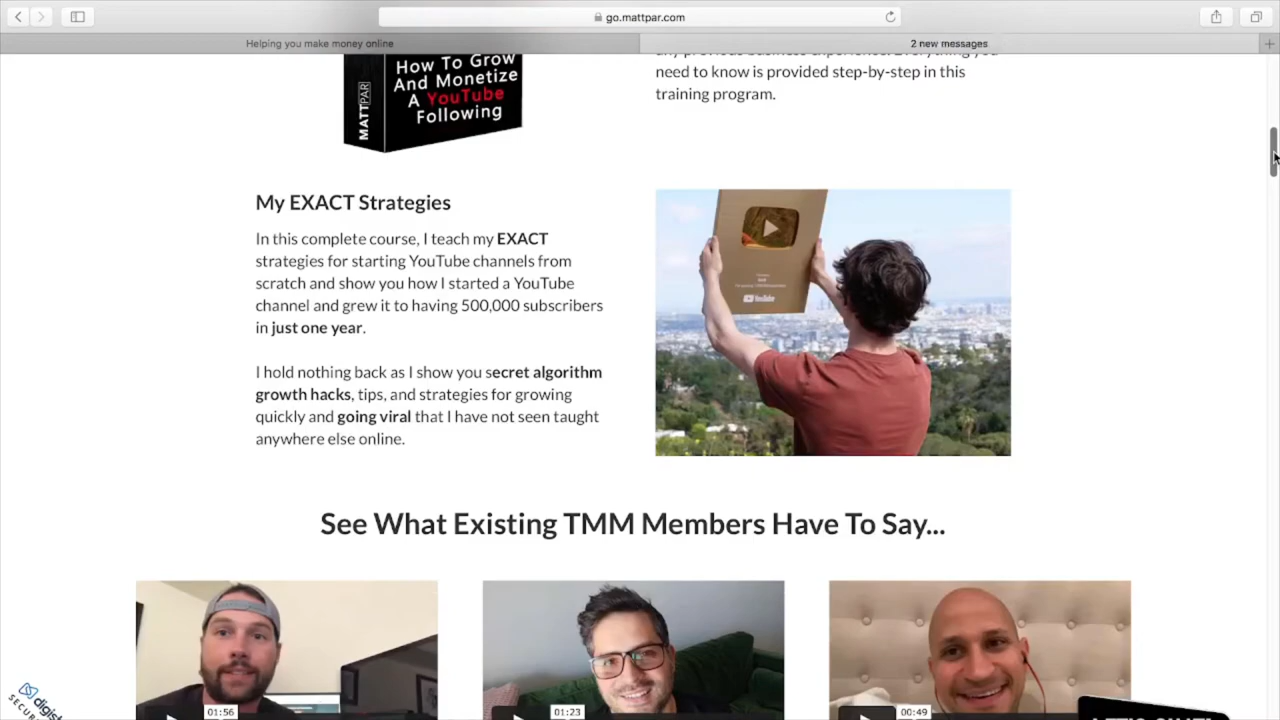 go.mattpar.com
Helping you make money online
2 new messages
How To Grow
And Monetize
A YouTube
Following
MATTPAR
need to know is provided step-by-step in this
training program.
My EXACT Strategies
In this complete course, I teach my EXACT
strategies for starting YouTube channels from
scratch and show you how I started a YouTube
channel and grew it to having 500,000 subscribers
in just one year.
I hold nothing back as I show you secret algorithm
growth hacks, tips, and strategies for growing
quickly and going viral that I have not seen taught
anywhere else online.
YouTube
See What Existing TMM Members Have To Say...
01:56
01:23
00:49